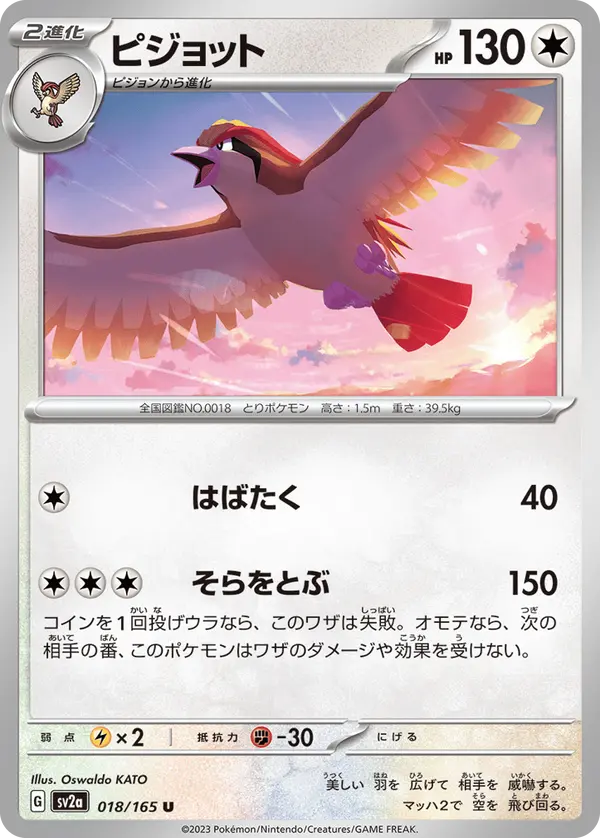 2進化 ピジョット HP 130
ピジョンから進化
全国図鑑NO.0018 とりポケモン 高さ：1.5m 重さ：39.5kg
はばたく 40
そらをとぶ 150
コインを1回投げウラなら、このワザは失敗。オモテなら、次の
相手の番、このポケモンはワザのダメージや効果を受けない。
弱点 ×2 抵抗力 -30 にげる
Illus. Oswaldo KATO
G sv2a 018/165 U
美しい 羽を 広げて 相手を 威嚇する。
マッハ2で 空を 飛び回る。
©2023 Pokémon/Nintendo/Creatures/GAME FREAK.